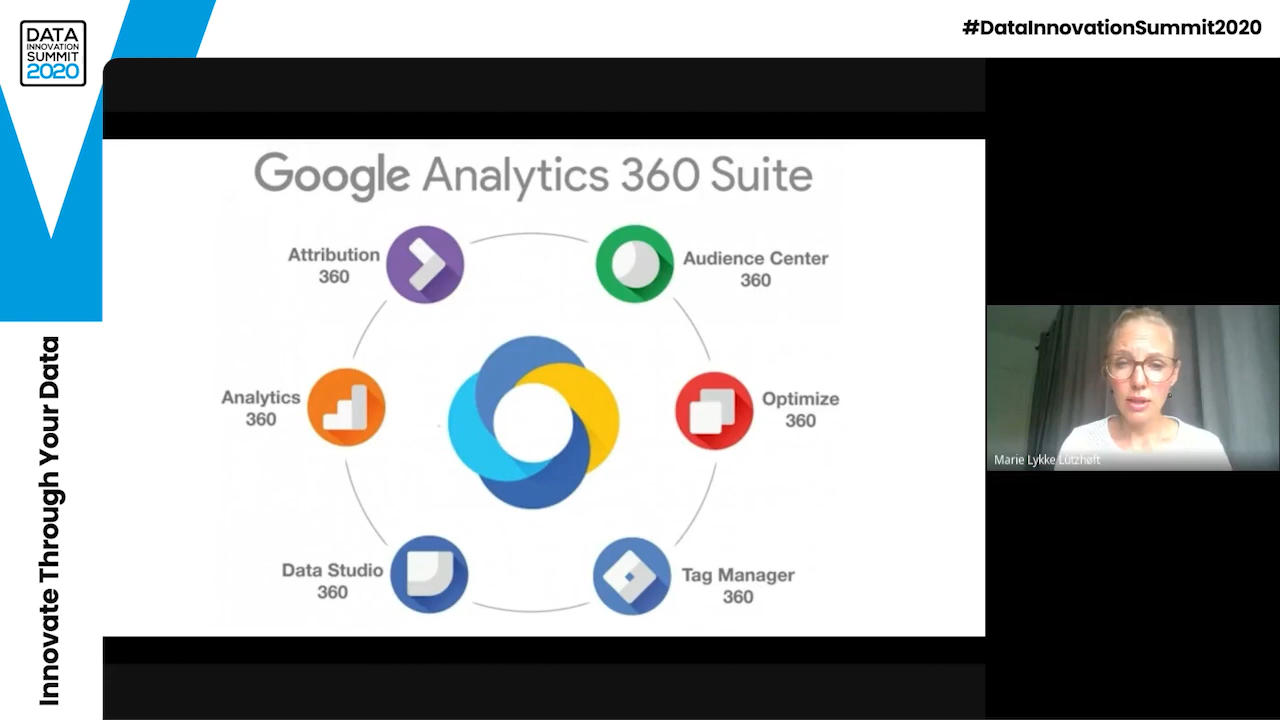 DATA
INNOVATION
SUMMIT
2020
#DataInnovationSummit2020
Innovate Through Your Data
Google Analytics 360 Suite
Attribution
360
Audience Center
360
Analytics
360
Optimize
360
Data Studio
360
Tag Manager
360
Marie Lykke Lützhøft